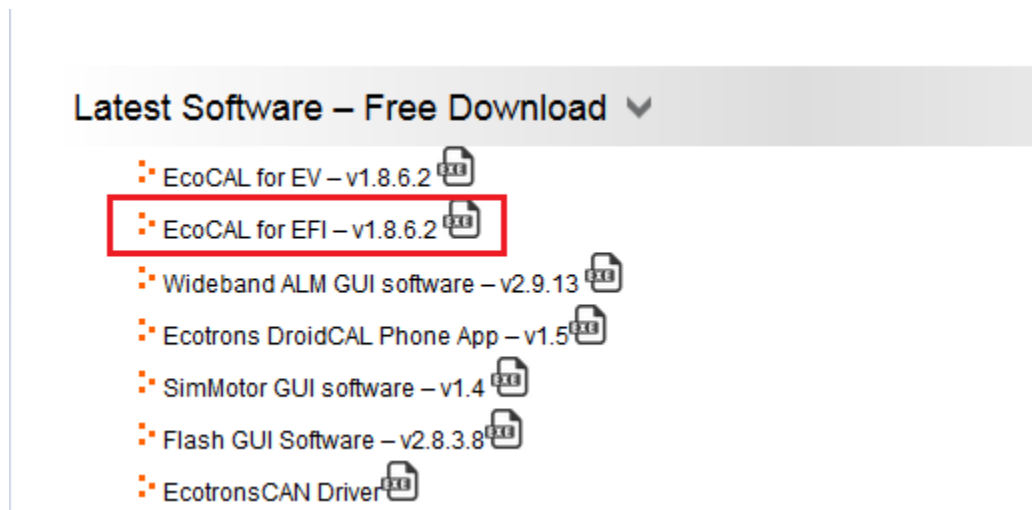 Latest Software – Free Download
EcoCAL for EV – v1.8.6.2
EcoCAL for EFI – v1.8.6.2
Wideband ALM GUI software – v2.9.13
Ecotrons DroidCAL Phone App – v1.5
SimMotor GUI software – v1.4
Flash GUI Software – v2.8.3.8
EcotronsCAN Driver